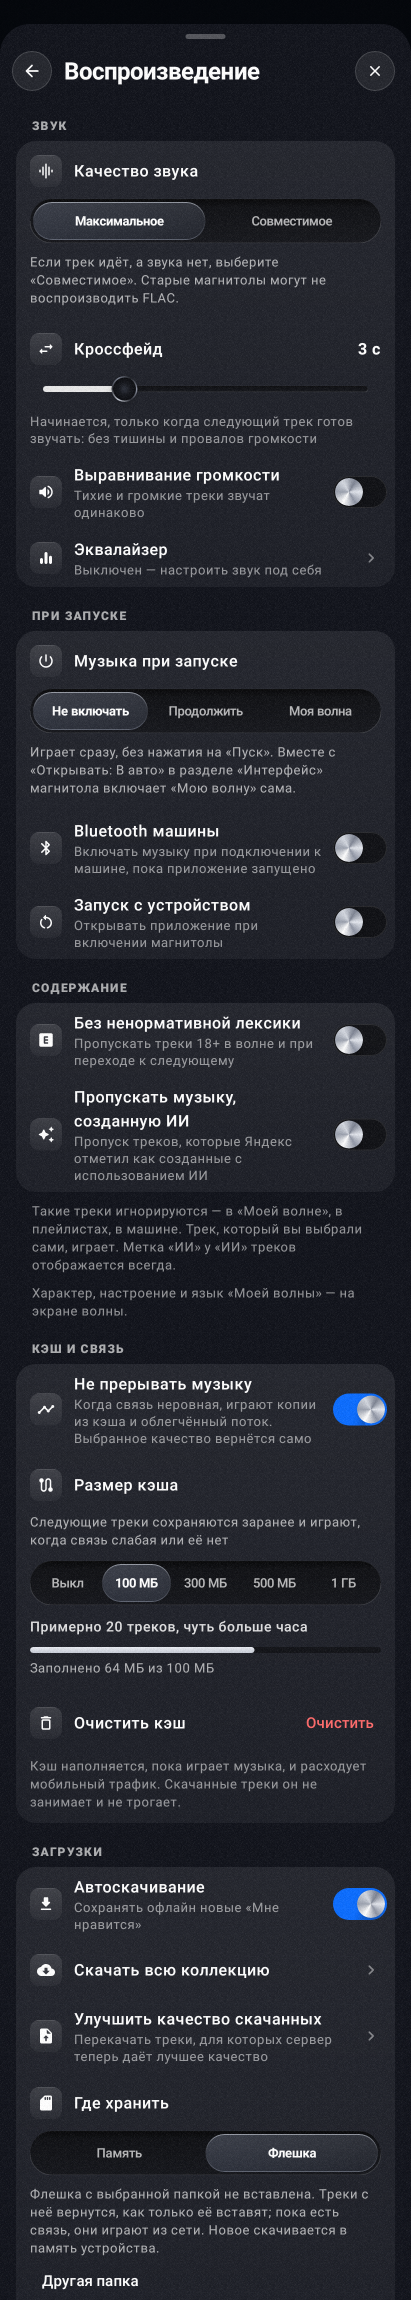 Воспроизведение
ЗВУК
Качество звука
Максимальное
Совместимое
Если трек идёт, а звука нет, выберите
«Совместимое». Старые магнитолы могут не
воспроизводить FLAC.
Кроссфейд
3 с
Начинается, только когда следующий трек готов
звучать: без тишины и провалов громкости
Выравнивание громкости
Тихие и громкие треки звучат
одинаково
Эквалайзер
Выключен — настроить звук под себя
ПРИ ЗАПУСКЕ
Музыка при запуске
Не включать
Продолжить
Моя волна
Играет сразу, без нажатия на «Пуск». Вместе с
«Открывать: В авто» в разделе «Интерфейс»
магнитола включает «Мою волну» сама.
Bluetooth машины
Включать музыку при подключении к
машине, пока приложение запущено
Запуск с устройством
Открывать приложение при
включении магнитолы
СОДЕРЖАНИЕ
E
Без ненормативной лексики
Пропускать треки 18+ в волне и при
переходе к следующему
Пропускать музыку,
созданную ИИ
Пропуск треков, которые Яндекс
отметил как созданные с
использованием ИИ
Такие треки игнорируются — в «Моей волне», в
плейлистах, в машине. Трек, который вы выбрали
сами, играет. Метка «ИИ» у «ИИ» треков
отображается всегда.
Характер, настроение и язык «Моей волны» — на
экране волны.
КЭШ И СВЯЗЬ
Не прерывать музыку
Когда связь неровная, играют копии
из кэша и облегчённый поток.
Выбранное качество вернётся само
Размер кэша
Следующие треки сохраняются заранее и играют,
когда связь слабая или её нет
Выкл
100 МБ
300 МБ
500 МБ
1 ГБ
Примерно 20 треков, чуть больше часа
Заполнено 64 МБ из 100 МБ
Очистить кэш
Очистить
Кэш наполняется, пока играет музыка, и расходует
мобильный трафик. Скачанные треки он не
занимает и не трогает.
ЗАГРУЗКИ
Автоскачивание
Сохранять офлайн новые «Мне
нравится»
Скачать всю коллекцию
Улучшить качество скачанных
Перекачать треки, для которых сервер
теперь даёт лучшее качество
Где хранить
Память
Флешка
Флешка с выбранной папкой не вставлена. Треки с
неё вернутся, как только её вставят; пока есть
связь, они играют из сети. Новое скачивается в
память устройства.
Другая папка